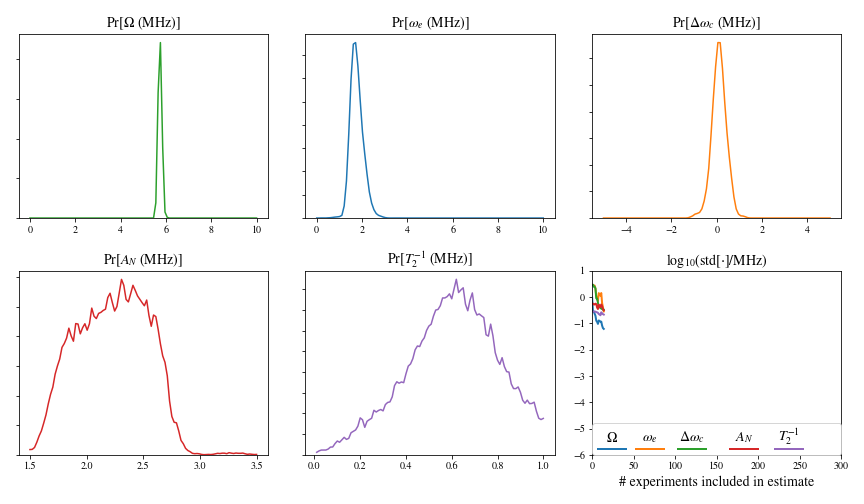 Pr[Ω (MHz)]
Pr[ωₑ (MHz)]
Pr[Δω_c (MHz)]
0 2 4 6 8 10
0 2 4 6 8 10
−4 −2 0 2 4
Pr[A_N (MHz)]
Pr[T₂⁻¹ (MHz)]
log₁₀(std[·]/MHz)
1.5 2.0 2.5 3.0 3.5
0.0 0.2 0.4 0.6 0.8 1.0
1
0
−1
−2
−3
−4
−5
−6
Ω ωₑ Δω_c A_N T₂⁻¹
0 50 100 150 200 250 300
# experiments included in estimate